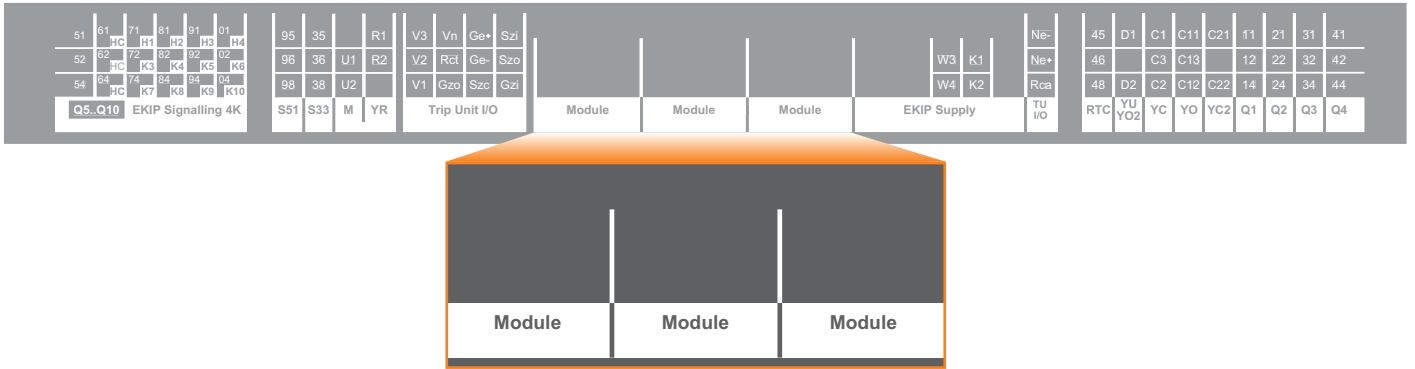 61 71 81 91 01
51 HC H1 H2 H3 H4 95 35 R1 V3 Vn Ge+ Szi Ne- 45 D1 C1 C11 C21 11 21 31 41
62 72 82 92 02
52 HC K3 K4 K5 K6 96 36 U1 R2 V2 Rct Ge- Szo W3 K1 Ne+ 46 C3 C13 12 22 32 42
64 74 84 94 04
54 HC K7 K8 K9 K10 98 38 U2 V1 Gzo Szc Gzi W4 K2 Rca 48 D2 C2 C12 C22 14 24 34 44
Q5..Q10 EKIP Signalling 4K S51 S33 M YR Trip Unit I/O Module Module Module EKIP Supply TU I/O RTC YU YO2 YC YO YC2 Q1 Q2 Q3 Q4
Module Module Module